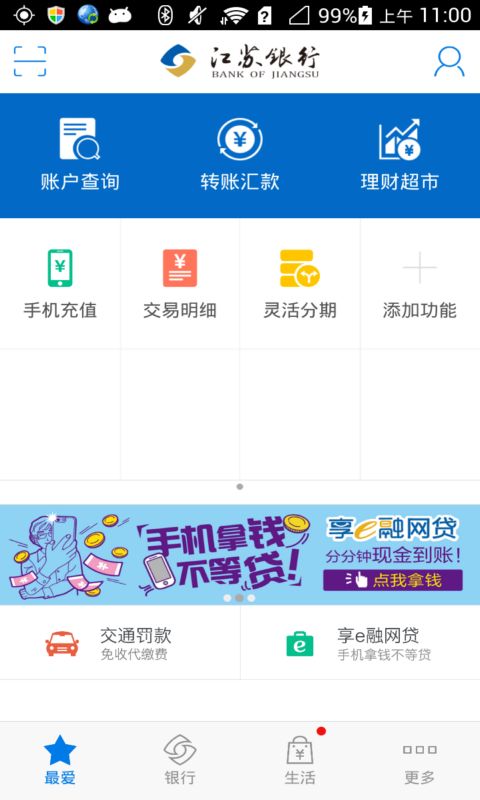 99% 上午 11:00
江苏银行
BANK OF JIANGSU
账户查询 转账汇款 理财超市
手机充值 交易明细 灵活分期 添加功能
手机拿钱
不等贷!
享e融网贷
分分钟现金到账!
点我拿钱
交通罚款
免收代缴费
享e融网贷
手机拿钱不等贷
最爱 银行 生活 更多